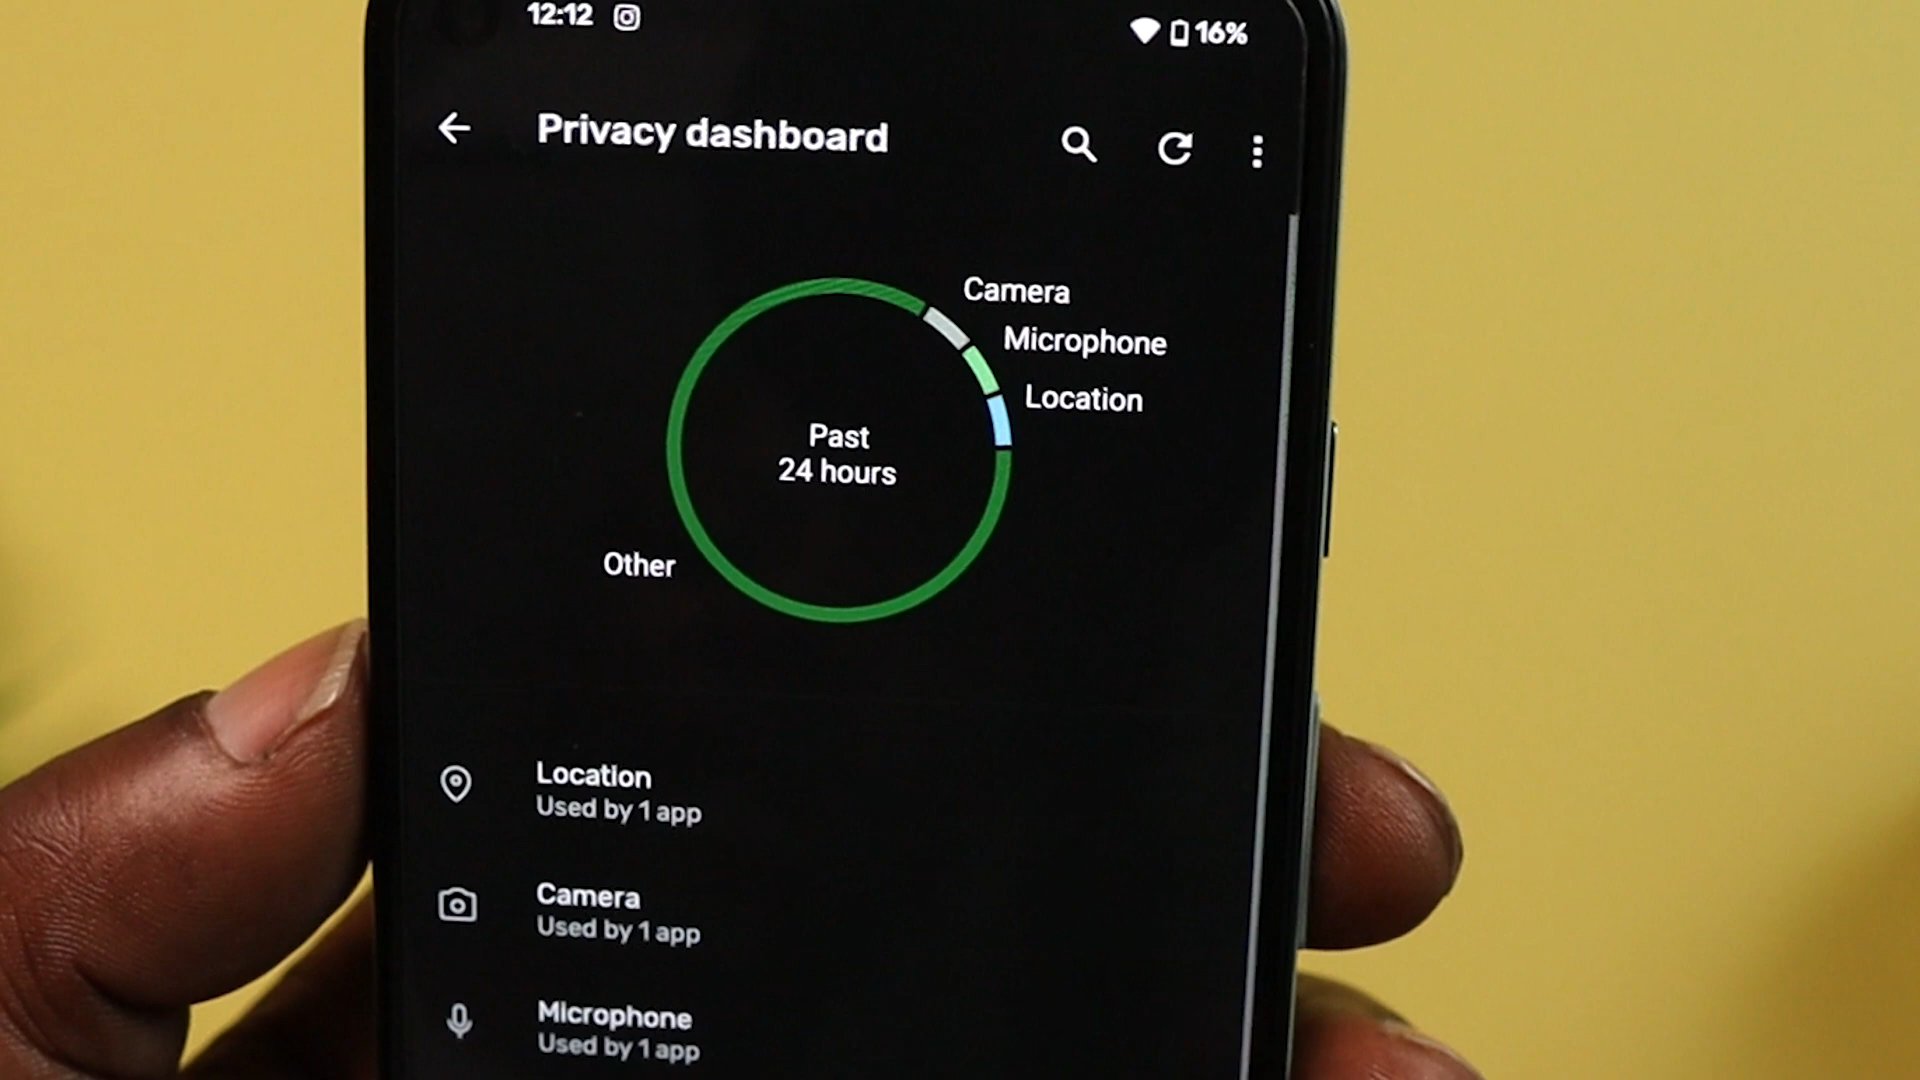 12:12
16%
Privacy dashboard
Camera
Microphone
Location
Past
24 hours
Other
Location
Used by 1 app
Camera
Used by 1 app
Microphone
Used by 1 app